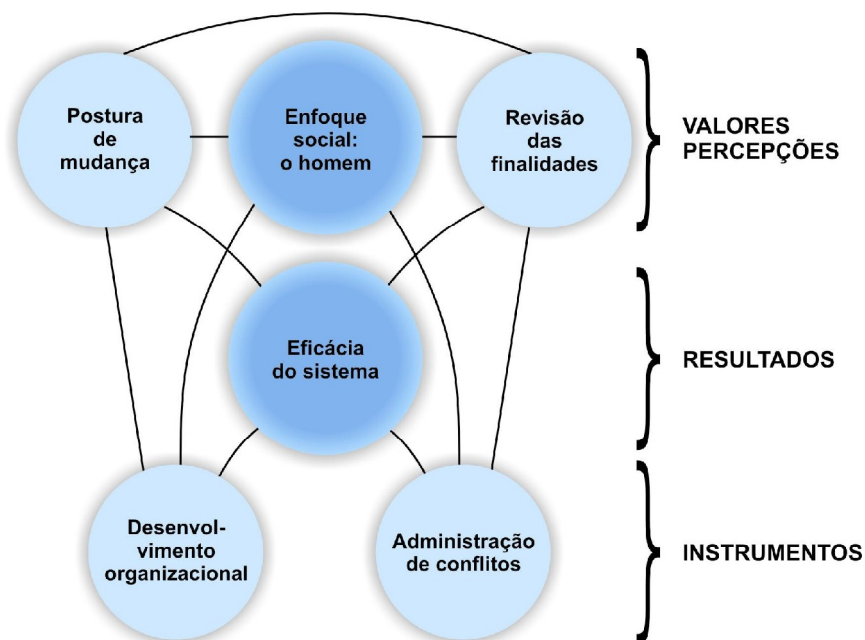 Postura
de
mudança
Enfoque
social:
o homem
Revisão
das
finalidades
VALORES
PERCEPÇÕES
Eficácia
do sistema
RESULTADOS
Desenvol-
vimento
organizacional
Administração
de conflitos
INSTRUMENTOS